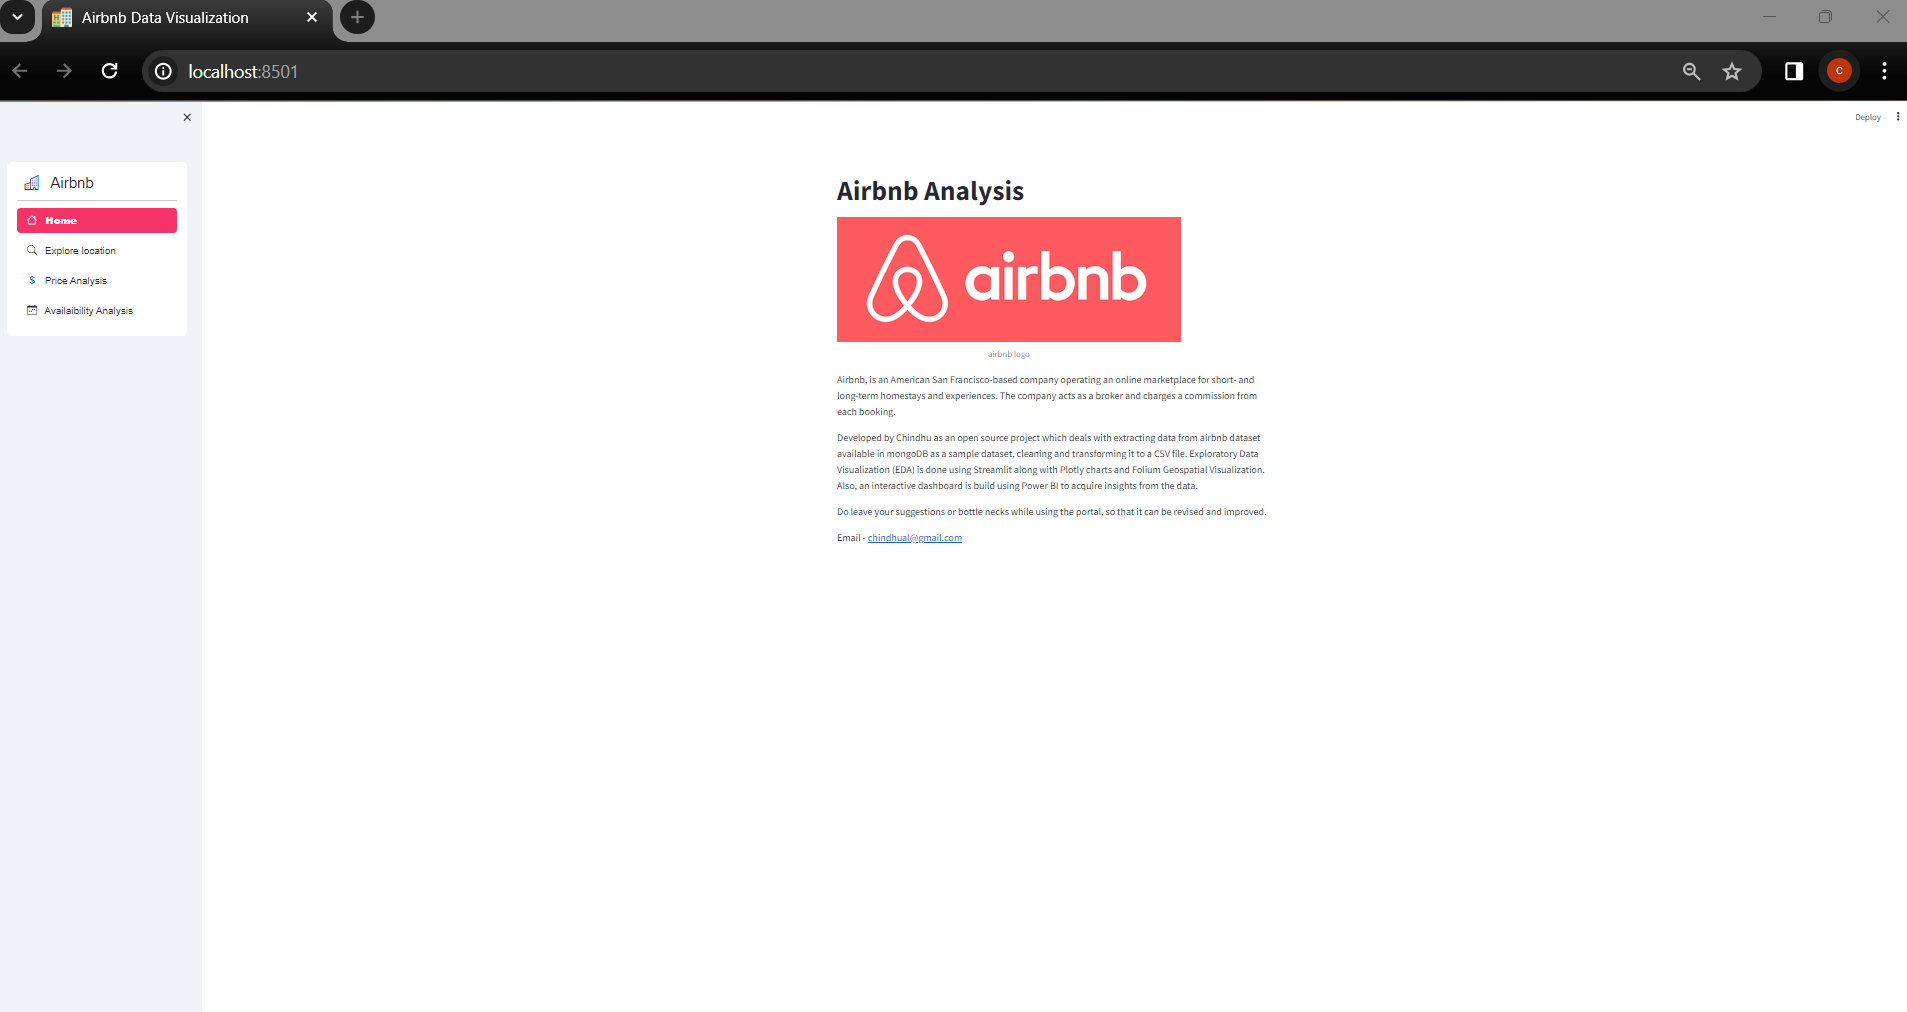 Airbnb Data Visualization
localhost:8501
Deploy
Airbnb
Home
Explore location
$ Price Analysis
Availaibility Analysis
Airbnb Analysis
airbnb
airbnb logo
Airbnb, is an American San Francisco-based company operating an online marketplace for short- and
long-term homestays and experiences. The company acts as a broker and charges a commission from
each booking.
Developed by Chindhu as an open source project which deals with extracting data from airbnb dataset
available in mongoDB as a sample dataset, cleaning and transforming it to a CSV file. Exploratory Data
Visualization (EDA) is done using Streamlit along with Plotly charts and Folium Geospatial Visualization.
Also, an interactive dashboard is build using Power BI to acquire insights from the data.
Do leave your suggestions or bottle necks while using the portal, so that it can be revised and improved.
Email - chindhual@gmail.com
C